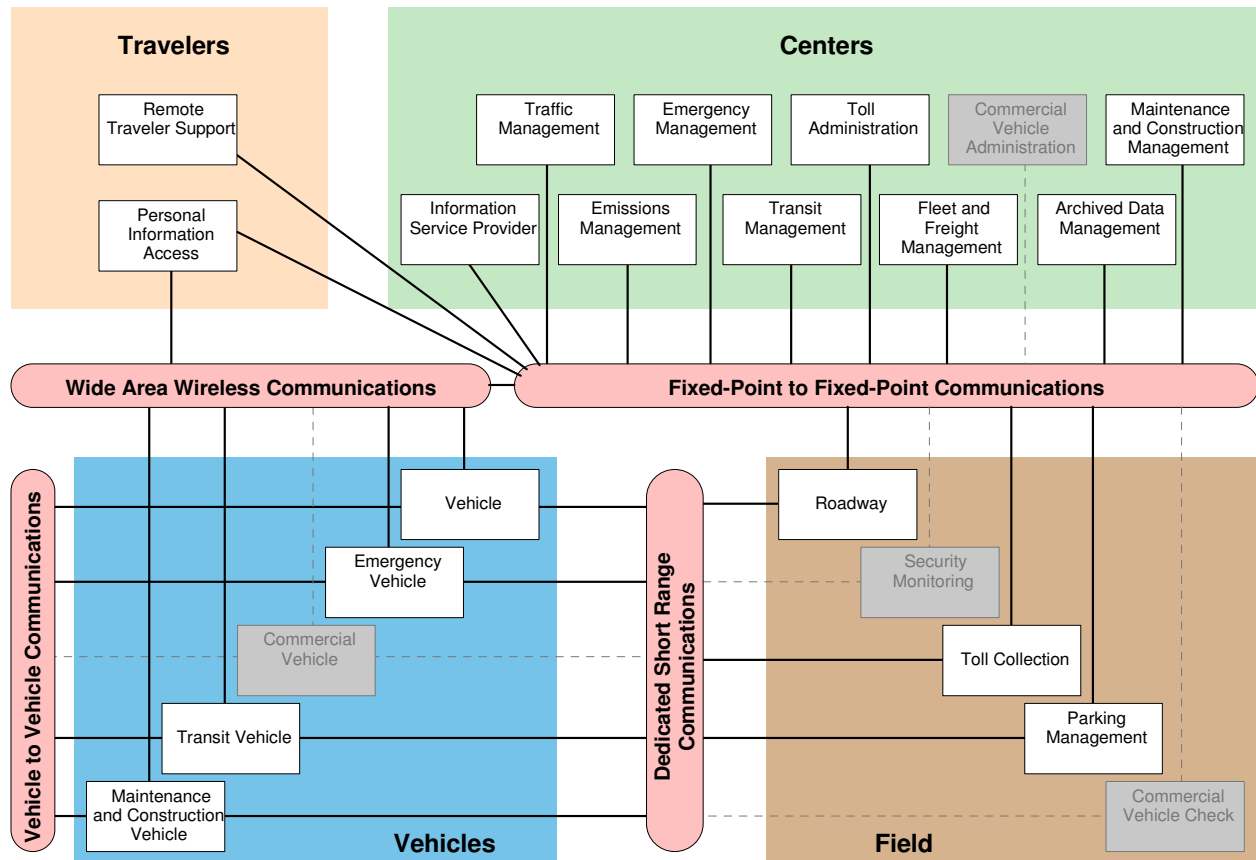 Travelers
Centers
Remote
Traveler Support
Personal
Information
Access
Traffic
Management
Emergency
Management
Toll
Administration
Commercial
Vehicle
Administration
Maintenance
and Construction
Management
Information
Service Provider
Emissions
Management
Transit
Management
Fleet and
Freight
Management
Archived Data
Management
Wide Area Wireless Communications
Fixed-Point to Fixed-Point Communications
Vehicle to Vehicle Communications
Vehicle
Emergency
Vehicle
Commercial
Vehicle
Transit Vehicle
Maintenance
and Construction
Vehicle
Vehicles
Dedicated Short Range
Communications
Roadway
Security
Monitoring
Toll Collection
Parking
Management
Commercial
Vehicle Check
Field